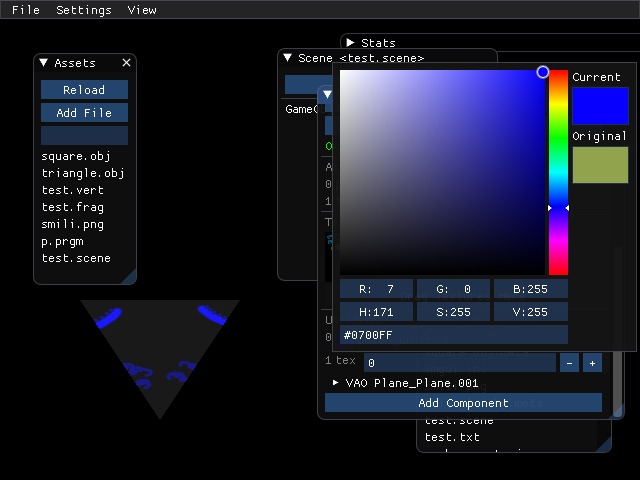 File Settings View
Stats
Assets
Scene <test.scene>
Reload
Add File
square.obj
triangle.obj
test.vert
test.frag
smili.png
p.prgm
test.scene
Current
Original
R: 7 G: 0 B:255
H:171 S:255 V:255
#0700FF
1 tex 0 - +
VAO Plane_Plane.001
Add Component
test.scene
test.txt